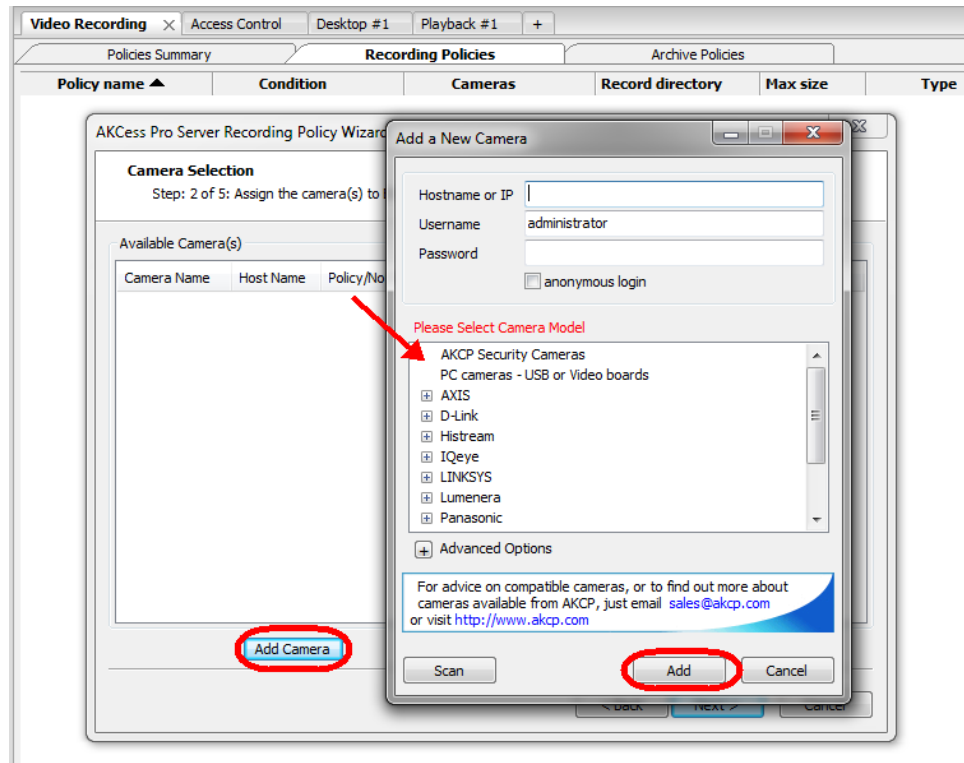 Video Recording Access Control Desktop #1 Playback #1 +
Policies Summary Recording Policies Archive Policies
Policy name Condition Cameras Record directory Max size Type
AKCess Pro Server Recording Policy Wizard
Camera Selection
Step: 2 of 5: Assign the camera(s) to
Available Camera(s)
Camera Name Host Name Policy/No
Add Camera
< Back Next > Cancel
Add a New Camera
Hostname or IP
Username administrator
Password
anonymous login
Please Select Camera Model
AKCP Security Cameras
PC cameras - USB or Video boards
AXIS
D-Link
Histream
IQeye
LINKSYS
Lumenera
Panasonic
Advanced Options
For advice on compatible cameras, or to find out more about
cameras available from AKCP, just email sales@akcp.com
or visit http://www.akcp.com
Scan Add Cancel